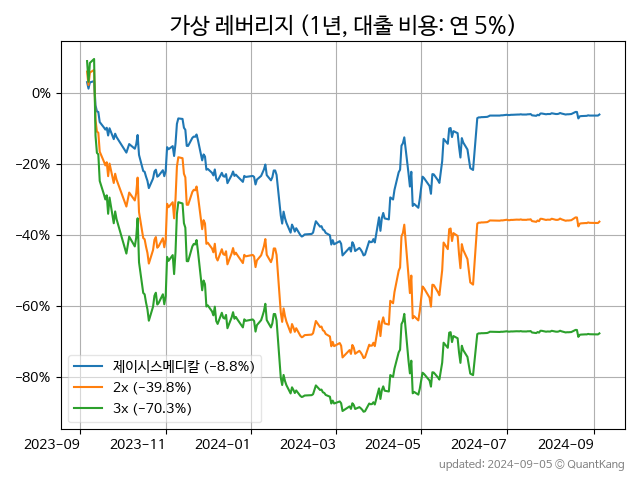 가상 레버리지 (1년, 대출 비용: 연 5%)
0%
−20%
−40%
−60%
−80%
제이시스메디칼 (−8.8%)
2x (−39.8%)
3x (−70.3%)
2023-09 2023-11 2024-01 2024-03 2024-05 2024-07 2024-09
updated: 2024-09-05 © QuantKang